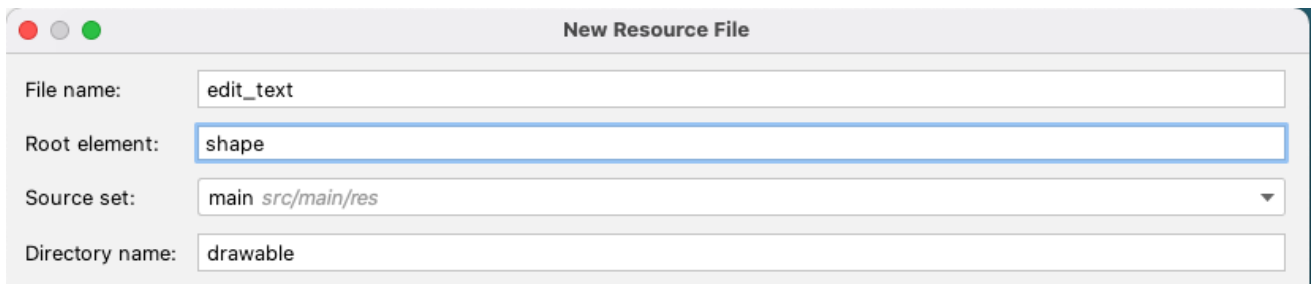 New Resource File
File name: edit_text
Root element: shape
Source set: main src/main/res
Directory name: drawable